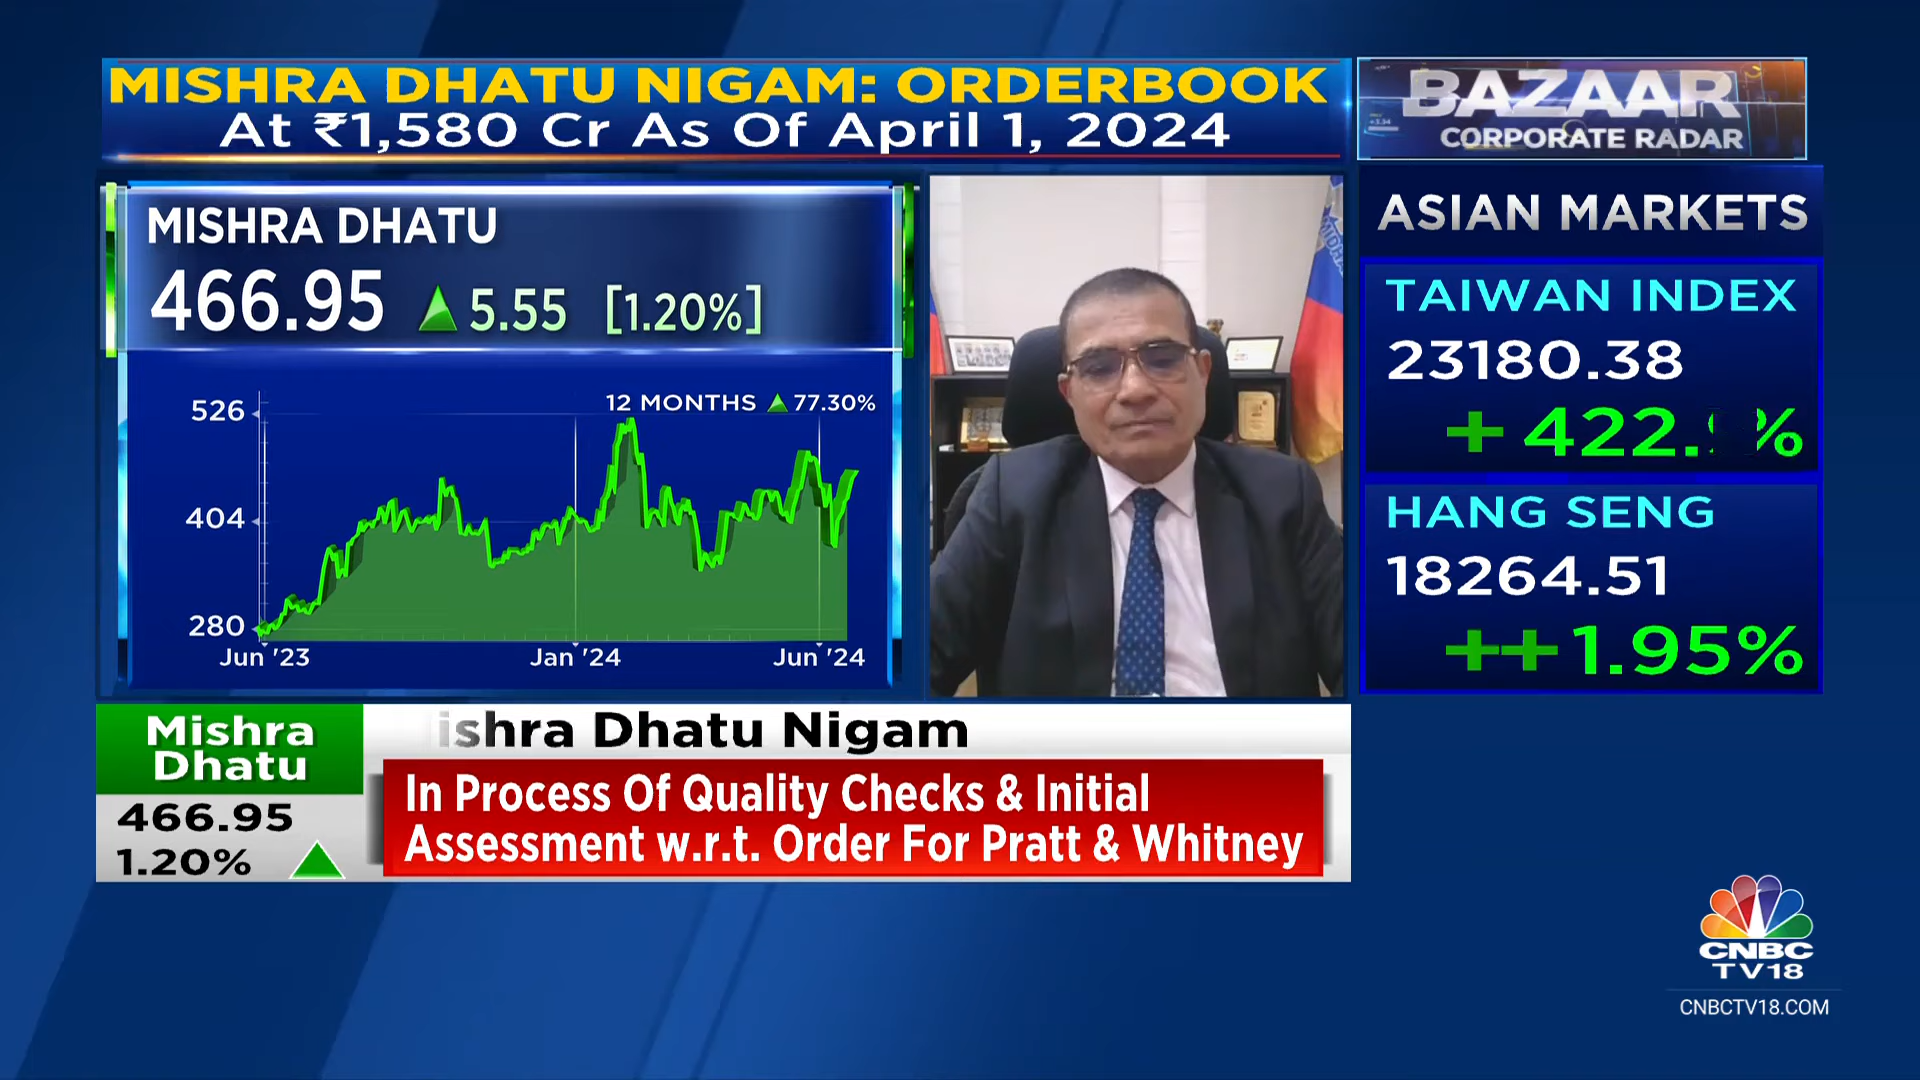 MISHRA DHATU NIGAM: ORDERBOOK
At ₹1,580 Cr As Of April 1, 2024
BAZAAR
CORPORATE RADAR
MISHRA DHATU
466.95 ▲ 5.55 [1.20%]
12 MONTHS ▲ 77.30%
526
404
280
Jun '23 Jan '24 Jun '24
ASIAN MARKETS
TAIWAN INDEX
23180.38
HANG SENG
18264.51
++1.95%
Mishra
Dhatu
466.95
1.20%
ishra Dhatu Nigam
In Process Of Quality Checks & Initial
Assessment w.r.t. Order For Pratt & Whitney
CNBC
TV18
CNBCTV18.COM